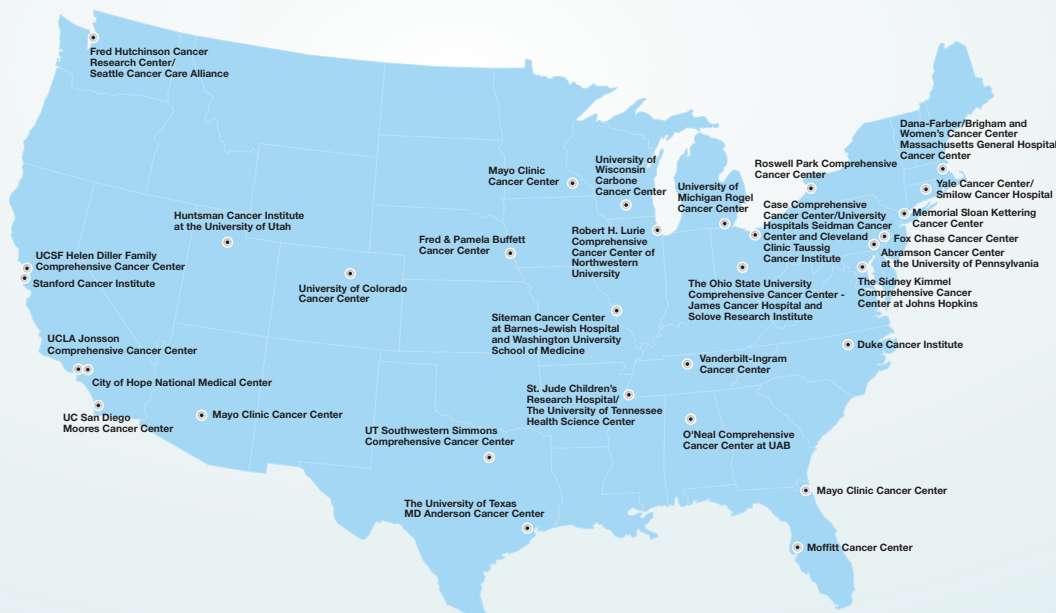 Fred Hutchinson Cancer
Research Center/
Seattle Cancer Care Alliance
Dana-Farber/Brigham and
Women's Cancer Center
Massachusetts General Hospital
Cancer Center
Mayo Clinic
Cancer Center
University of
Wisconsin
Carbone
Cancer Center
Roswell Park Comprehensive
Cancer Center
University of
Michigan Rogel
Cancer Center
Yale Cancer Center/
Smilow Cancer Hospital
Huntsman Cancer Institute
at the University of Utah
Case Comprehensive
Cancer Center/University
Hospitals Seidman Cancer
Center and Cleveland
Clinic Taussig
Cancer Institute
Memorial Sloan Kettering
Cancer Center
Fred & Pamela Buffett
Cancer Center
Robert H. Lurie
Comprehensive
Cancer Center of
Northwestern
University
Fox Chase Cancer Center
Abramson Cancer Center
at the University of Pennsylvania
UCSF Helen Diller Family
Comprehensive Cancer Center
Stanford Cancer Institute
University of Colorado
Cancer Center
The Ohio State University
Comprehensive Cancer Center -
James Cancer Hospital and
Solove Research Institute
The Sidney Kimmel
Comprehensive Cancer
Center at Johns Hopkins
Siteman Cancer Center
at Barnes-Jewish Hospital
and Washington University
School of Medicine
UCLA Jonsson
Comprehensive Cancer Center
Duke Cancer Institute
Vanderbilt-Ingram
Cancer Center
City of Hope National Medical Center
St. Jude Children's
Research Hospital/
The University of Tennessee
Health Science Center
UC San Diego
Moores Cancer Center
Mayo Clinic Cancer Center
UT Southwestern Simmons
Comprehensive Cancer Center
O'Neal Comprehensive
Cancer Center at UAB
Mayo Clinic Cancer Center
The University of Texas
MD Anderson Cancer Center
Moffitt Cancer Center